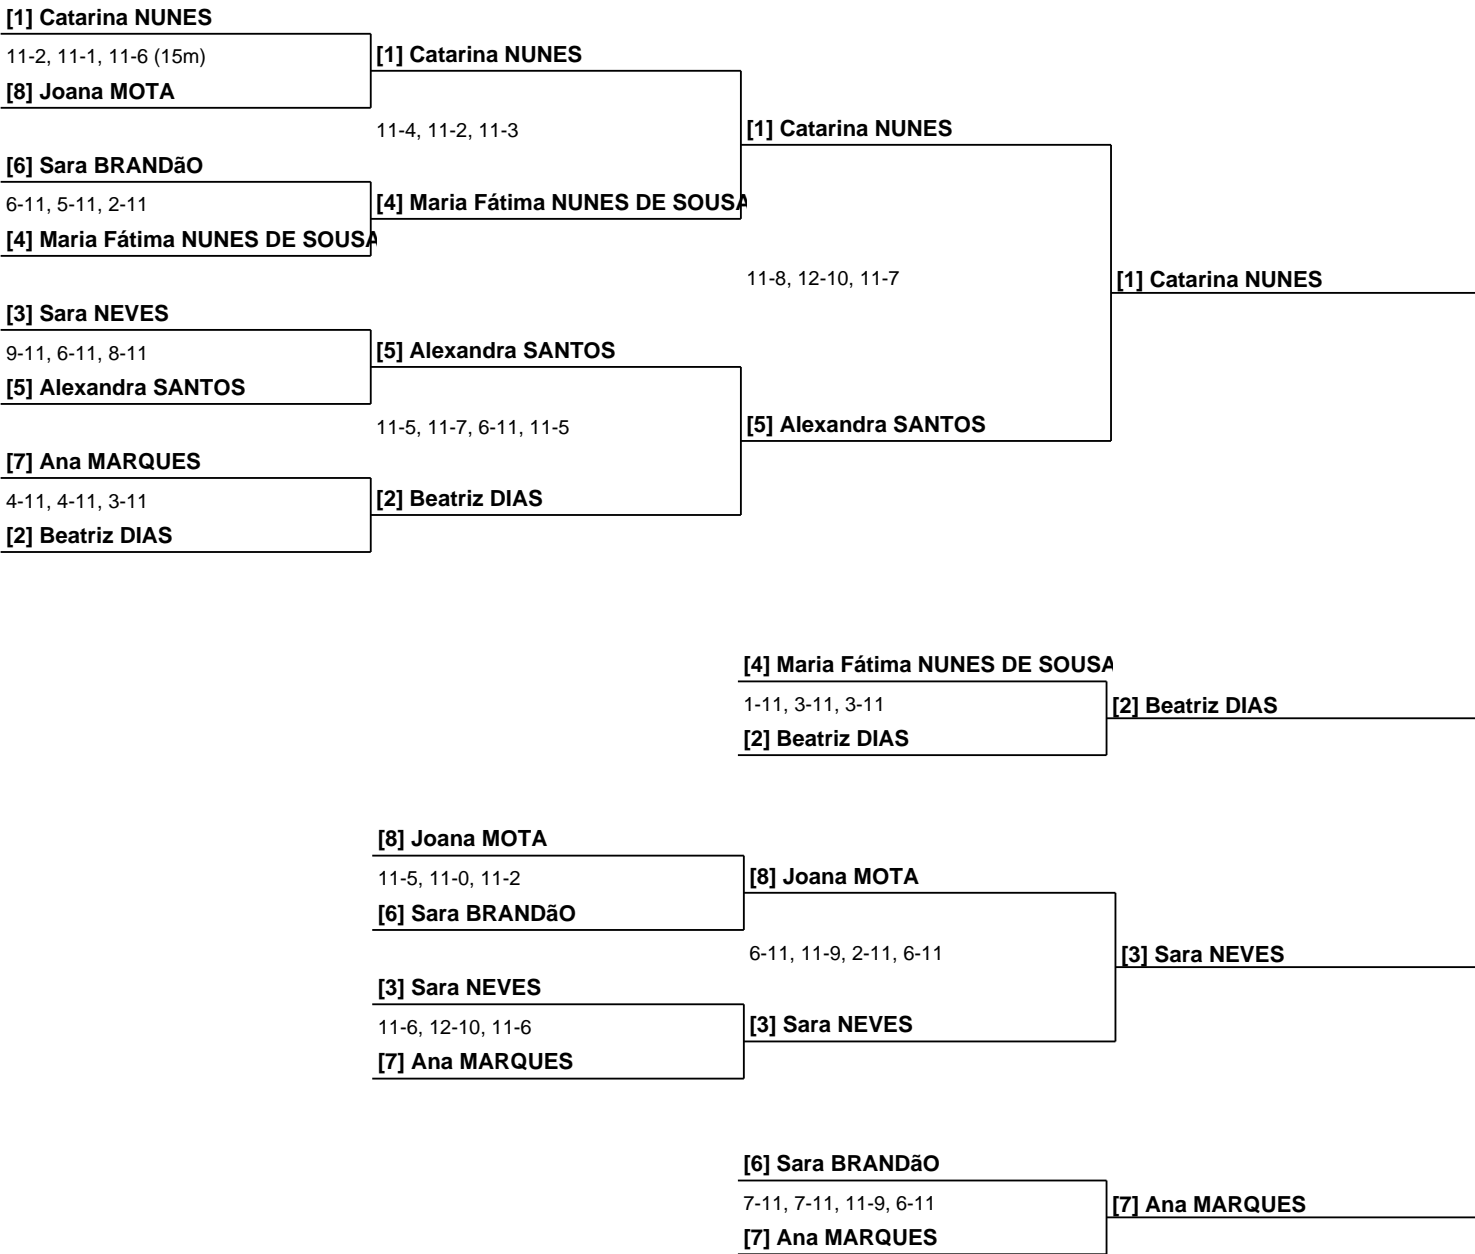 [1] Catarina NUNES
11-2, 11-1, 11-6 (15m)
[8] Joana MOTA
[6] Sara BRANDãO
6-11, 5-11, 2-11
[4] Maria Fátima NUNES DE SOUSA
[3] Sara NEVES
9-11, 6-11, 8-11
[5] Alexandra SANTOS
[7] Ana MARQUES
4-11, 4-11, 3-11
[2] Beatriz DIAS
[1] Catarina NUNES
11-4, 11-2, 11-3
[4] Maria Fátima NUNES DE SOUSA
[5] Alexandra SANTOS
11-5, 11-7, 6-11, 11-5
[2] Beatriz DIAS
[1] Catarina NUNES
11-8, 12-10, 11-7
[5] Alexandra SANTOS
[1] Catarina NUNES
[4] Maria Fátima NUNES DE SOUSA
1-11, 3-11, 3-11
[2] Beatriz DIAS
[2] Beatriz DIAS
[8] Joana MOTA
11-5, 11-0, 11-2
[6] Sara BRANDãO
[3] Sara NEVES
11-6, 12-10, 11-6
[7] Ana MARQUES
[8] Joana MOTA
6-11, 11-9, 2-11, 6-11
[3] Sara NEVES
[3] Sara NEVES
[6] Sara BRANDãO
7-11, 7-11, 11-9, 6-11
[7] Ana MARQUES
[7] Ana MARQUES